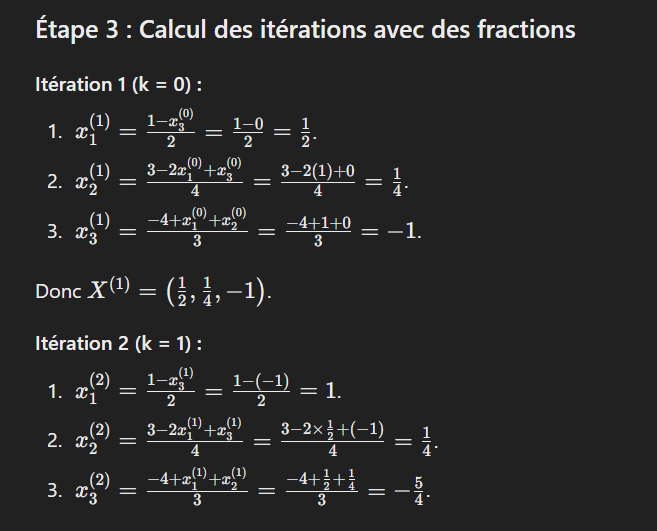 Étape 3 : Calcul des itérations avec des fractions
Itération 1 (k = 0) :
1. $x_1^{(1)} = \frac{1-x_3^{(0)}}{2} = \frac{1-0}{2} = \frac{1}{2}$.
2. $x_2^{(1)} = \frac{3-2x_1^{(0)}+x_3^{(0)}}{4} = \frac{3-2(1)+0}{4} = \frac{1}{4}$.
3. $x_3^{(1)} = \frac{-4+x_1^{(0)}+x_2^{(0)}}{3} = \frac{-4+1+0}{3} = -1$.
Donc $X^{(1)} = \left(\frac{1}{2}, \frac{1}{4}, -1\right)$.
Itération 2 (k = 1) :
1. $x_1^{(2)} = \frac{1-x_3^{(1)}}{2} = \frac{1-(-1)}{2} = 1$.
2. $x_2^{(2)} = \frac{3-2x_1^{(1)}+x_3^{(1)}}{4} = \frac{3-2\times\frac{1}{2}+(-1)}{4} = \frac{1}{4}$.
3. $x_3^{(2)} = \frac{-4+x_1^{(1)}+x_2^{(1)}}{3} = \frac{-4+\frac{1}{2}+\frac{1}{4}}{3} = -\frac{5}{4}$.